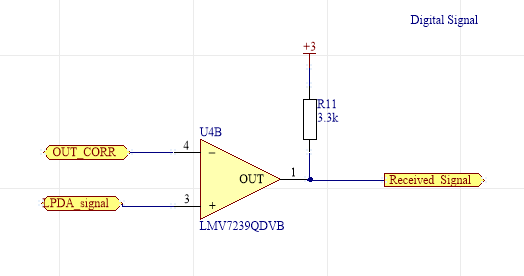 Digital Signal
+3
R11
3.3k
U4B
OUT_CORR
4
−
OUT
1
Received_Signal
LPDA_signal
3
+
LMV7239QDVB